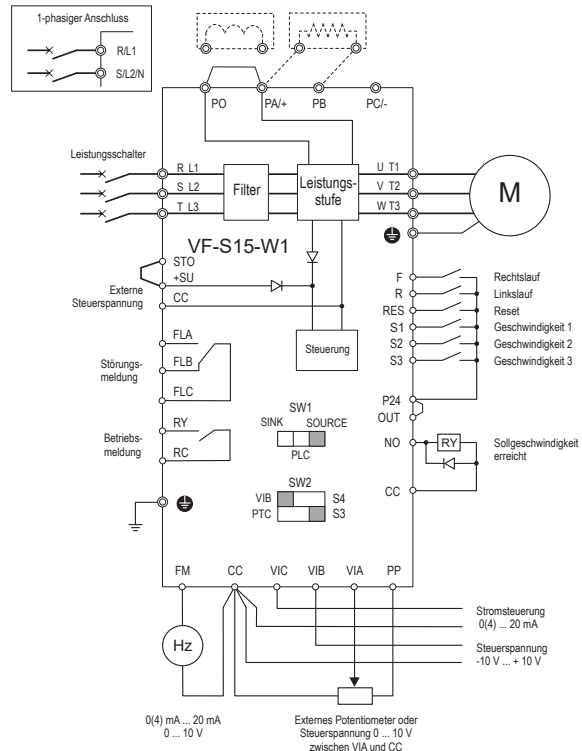 1-phasiger Anschluss
R/L1
S/L2/N
PO
PA/+
PB
PC/-
Leistungsschalter
R L1
S L2
T L3
Filter
Leistungs-
stufe
U T1
V T2
W T3
M
VF-S15-W1
STO
+SU
CC
Externe
Steuerspannung
Steuerung
F
R
RES
S1
S2
S3
Rechtslauf
Linkslauf
Reset
Geschwindigkeit 1
Geschwindigkeit 2
Geschwindigkeit 3
FLA
FLB
FLC
Störungs-
meldung
P24
OUT
SW1
SINK SOURCE
PLC
RY
RC
Betriebs-
meldung
NO
RY
Sollgeschwindigkeit
erreicht
CC
SW2
VIB S4
PTC S3
FM
CC
VIC
VIB
VIA
PP
Hz
Stromsteuerung
0(4) ... 20 mA
Steuerspannung
-10 V ... + 10 V
0(4) mA ... 20 mA
0 ... 10 V
Externes Potentiometer oder
Steuerspannung 0 ... 10 V
zwischen VIA und CC